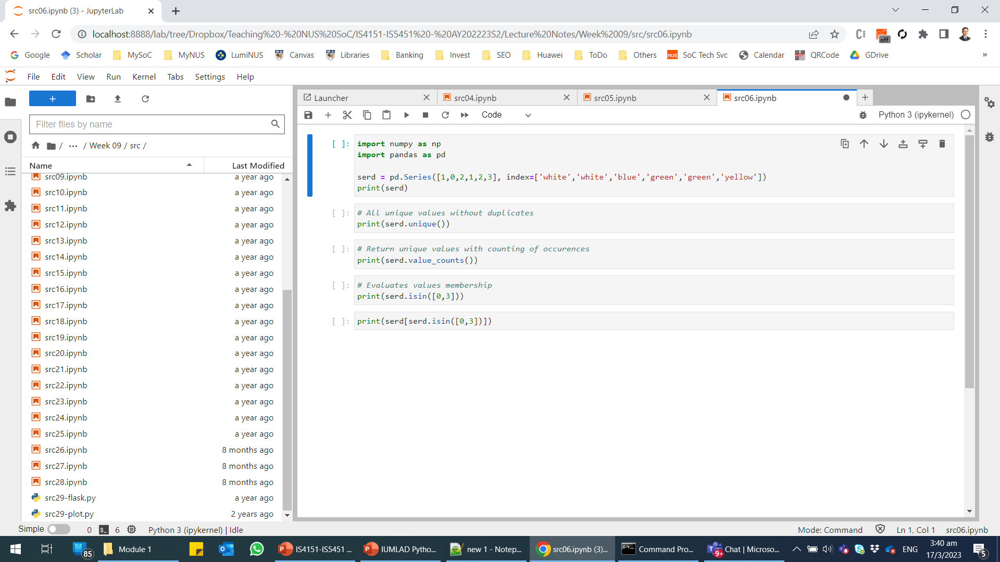 src06.ipynb (3) - JupyterLab
localhost:8888/lab/tree/Dropbox/Teaching%20-%20NUS%20SoC/IS4151-IS5451%20-%20AY202223S2/Lecture%20Notes/Week%2009/src/src06.ipynb
off
Google Scholar MySoC MyNUS LumiNUS Canvas Libraries Banking Invest SEO Huawei ToDo Others NUS SoC Tech Svc Calendar QRCode GDrive »
File Edit View Run Kernel Tabs Settings Help
Launcher src04.ipynb src05.ipynb src06.ipynb
Code Python 3 (ipykernel)
Filter files by name
/ ··· / Week 09 / src /
Name Last Modified
src09.ipynb a year ago
src10.ipynb a year ago
src11.ipynb a year ago
src12.ipynb a year ago
src13.ipynb a year ago
src14.ipynb a year ago
src15.ipynb a year ago
src16.ipynb a year ago
src17.ipynb a year ago
src18.ipynb a year ago
src19.ipynb a year ago
src20.ipynb a year ago
src21.ipynb a year ago
src22.ipynb a year ago
src23.ipynb a year ago
src24.ipynb a year ago
src25.ipynb a year ago
src26.ipynb 8 months ago
src27.ipynb 8 months ago
src28.ipynb 8 months ago
src29-flask.py a year ago
src29-plot.py 2 years ago
[ ]: import numpy as np
import pandas as pd
serd = pd.Series([1,0,2,1,2,3], index=['white','white','blue','green','green','yellow'])
print(serd)
[ ]: # All unique values without duplicates
print(serd.unique())
[ ]: # Return unique values with counting of occurences
print(serd.value_counts())
[ ]: # Evaluates values membership
print(serd.isin([0,3]))
[ ]: print(serd[serd.isin([0,3])])
Simple 0 $_ 6 Python 3 (ipykernel) | Idle Mode: Command Ln 1, Col 1 src06.ipynb
85 Module 1 IS4151-IS5451 ... IUMLAD Pytho... new 1 - Notep... src06.ipynb (3)... Command Pro... 9+ Chat | Microso... ENG 3:40 am
17/3/2023 5